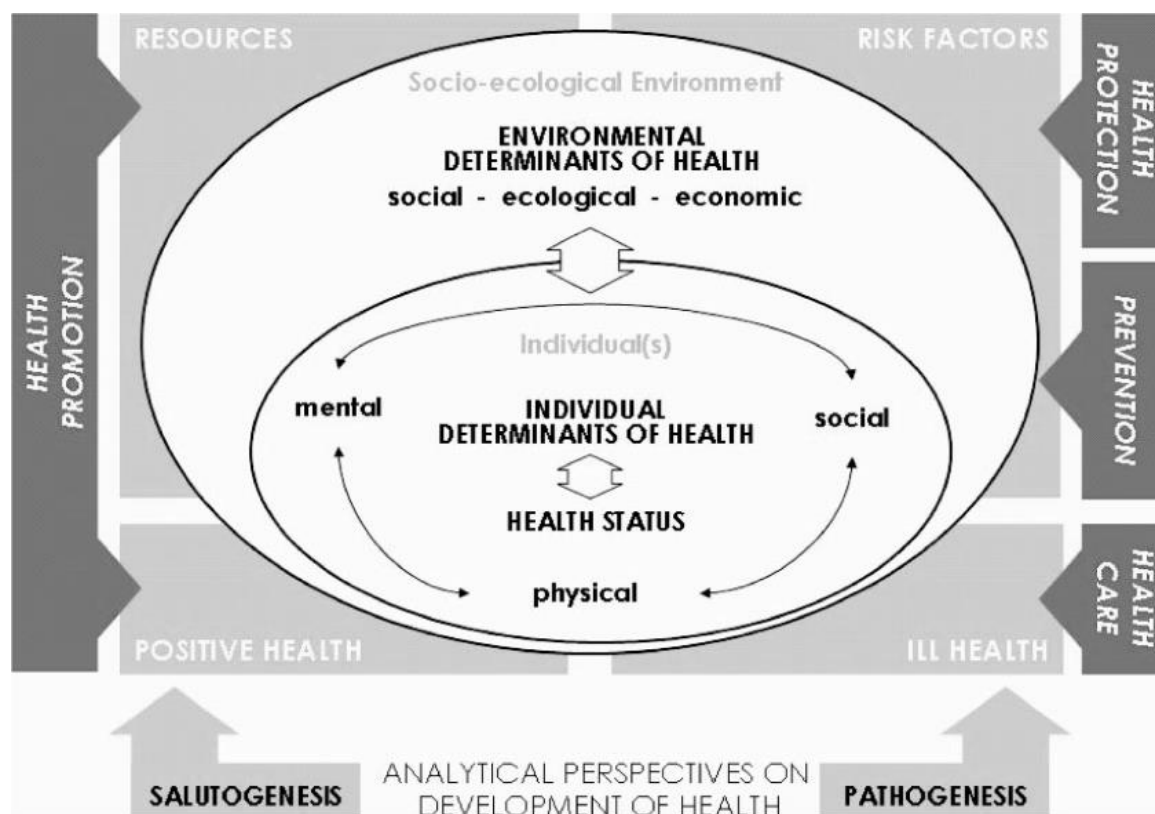 RESOURCES
RISK FACTORS
HEALTH
PROMOTION
HEALTH
PROTECTION
PREVENTION
HEALTH
CARE
Socio-ecological Environment
ENVIRONMENTAL
DETERMINANTS OF HEALTH
social - ecological - economic
Individual(s)
mental
INDIVIDUAL
DETERMINANTS OF HEALTH
social
HEALTH STATUS
physical
POSITIVE HEALTH
ILL HEALTH
SALUTOGENESIS
ANALYTICAL PERSPECTIVES ON
DEVELOPMENT OF HEALTH
PATHOGENESIS